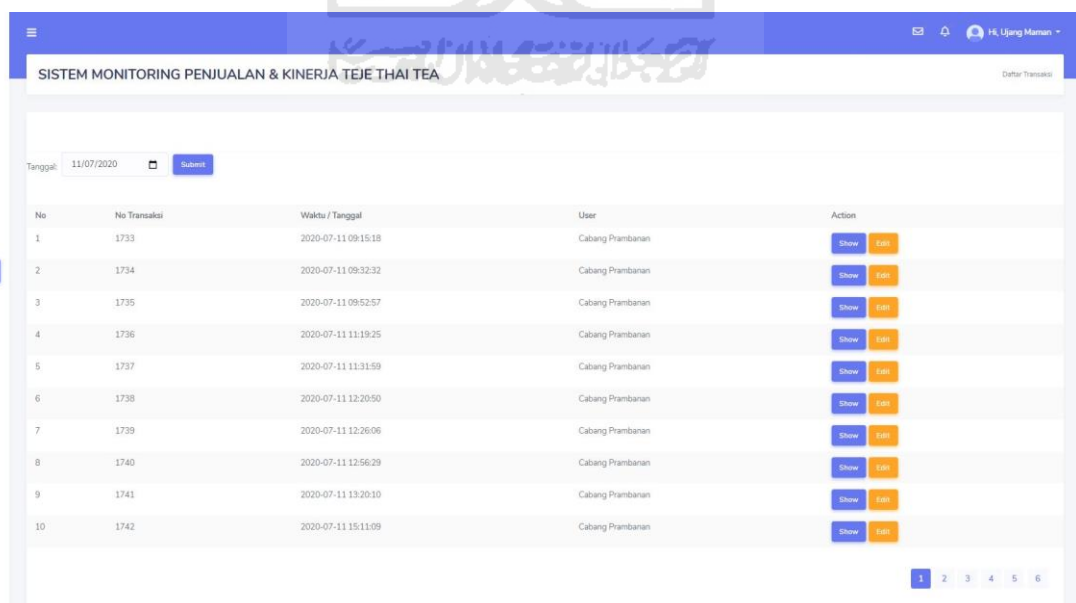 Hi, Ujang Maman
SISTEM MONITORING PENJUALAN & KINERJA TEJE THAI TEA
Daftar Transaksi
Tanggal: 11/07/2020 Submit
No No Transaksi Waktu / Tanggal User Action
1 1733 2020-07-11 09:15:18 Cabang Prambanan Show Edit
2 1734 2020-07-11 09:32:32 Cabang Prambanan Show Edit
3 1735 2020-07-11 09:52:57 Cabang Prambanan Show Edit
4 1736 2020-07-11 11:19:25 Cabang Prambanan Show Edit
5 1737 2020-07-11 11:31:59 Cabang Prambanan Show Edit
6 1738 2020-07-11 12:20:50 Cabang Prambanan Show Edit
7 1739 2020-07-11 12:26:06 Cabang Prambanan Show Edit
8 1740 2020-07-11 12:56:29 Cabang Prambanan Show Edit
9 1741 2020-07-11 13:20:10 Cabang Prambanan Show Edit
10 1742 2020-07-11 15:11:09 Cabang Prambanan Show Edit
1 2 3 4 5 6